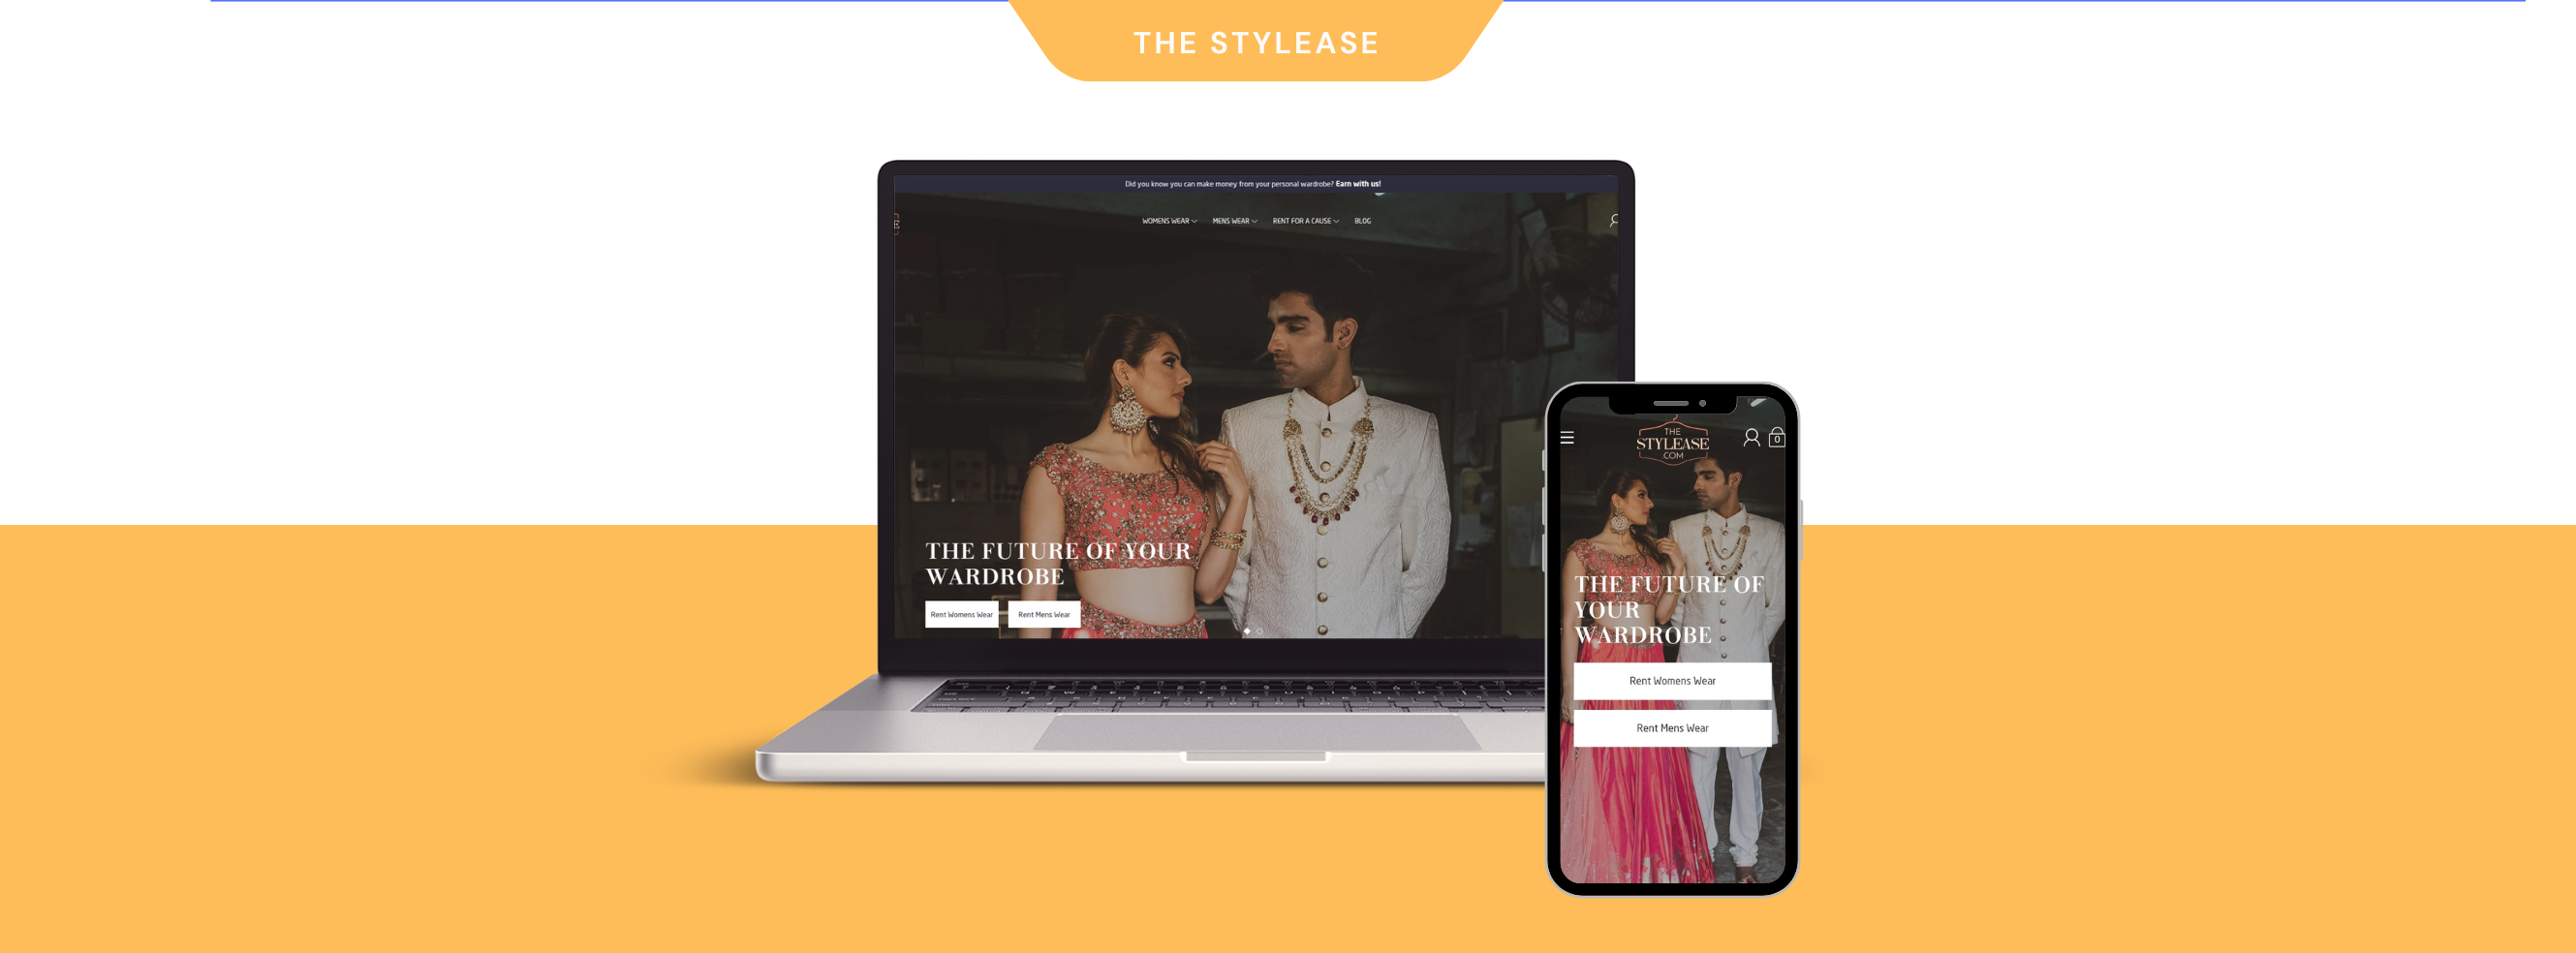 THE STYLEASE
Did you know you can make money from your personal wardrobe? Earn with us!
WOMENS WEAR MENS WEAR RENT FOR A CAUSE BLOG
THE FUTURE OF YOUR
WARDROBE
Rent Womens Wear Rent Mens Wear
THE
STYLEASE
.COM
0
THE FUTURE OF
YOUR
WARDROBE
Rent Womens Wear
Rent Mens Wear